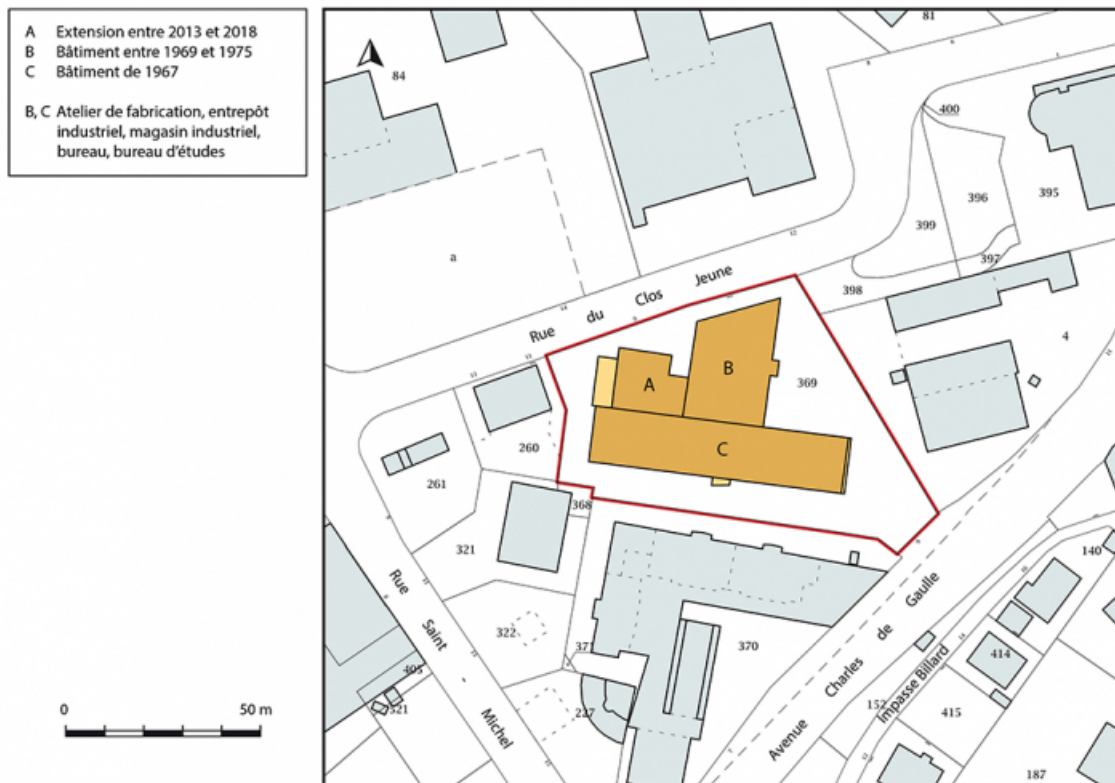 A Extension entre 2013 et 2018
B Bâtiment entre 1969 et 1975
C Bâtiment de 1967
B, C Atelier de fabrication, entrepôt
industriel, magasin industriel,
bureau, bureau d'études
0 50 m
81
84
400
395
396
399
397
398
a
Rue du Clos Jeune
4
369
A
B
C
260
261
368
321
322
371
370
140
414
415
152
227
405
321
187
Rue Saint Michel
Avenue Charles de Gaulle
Impasse Billard